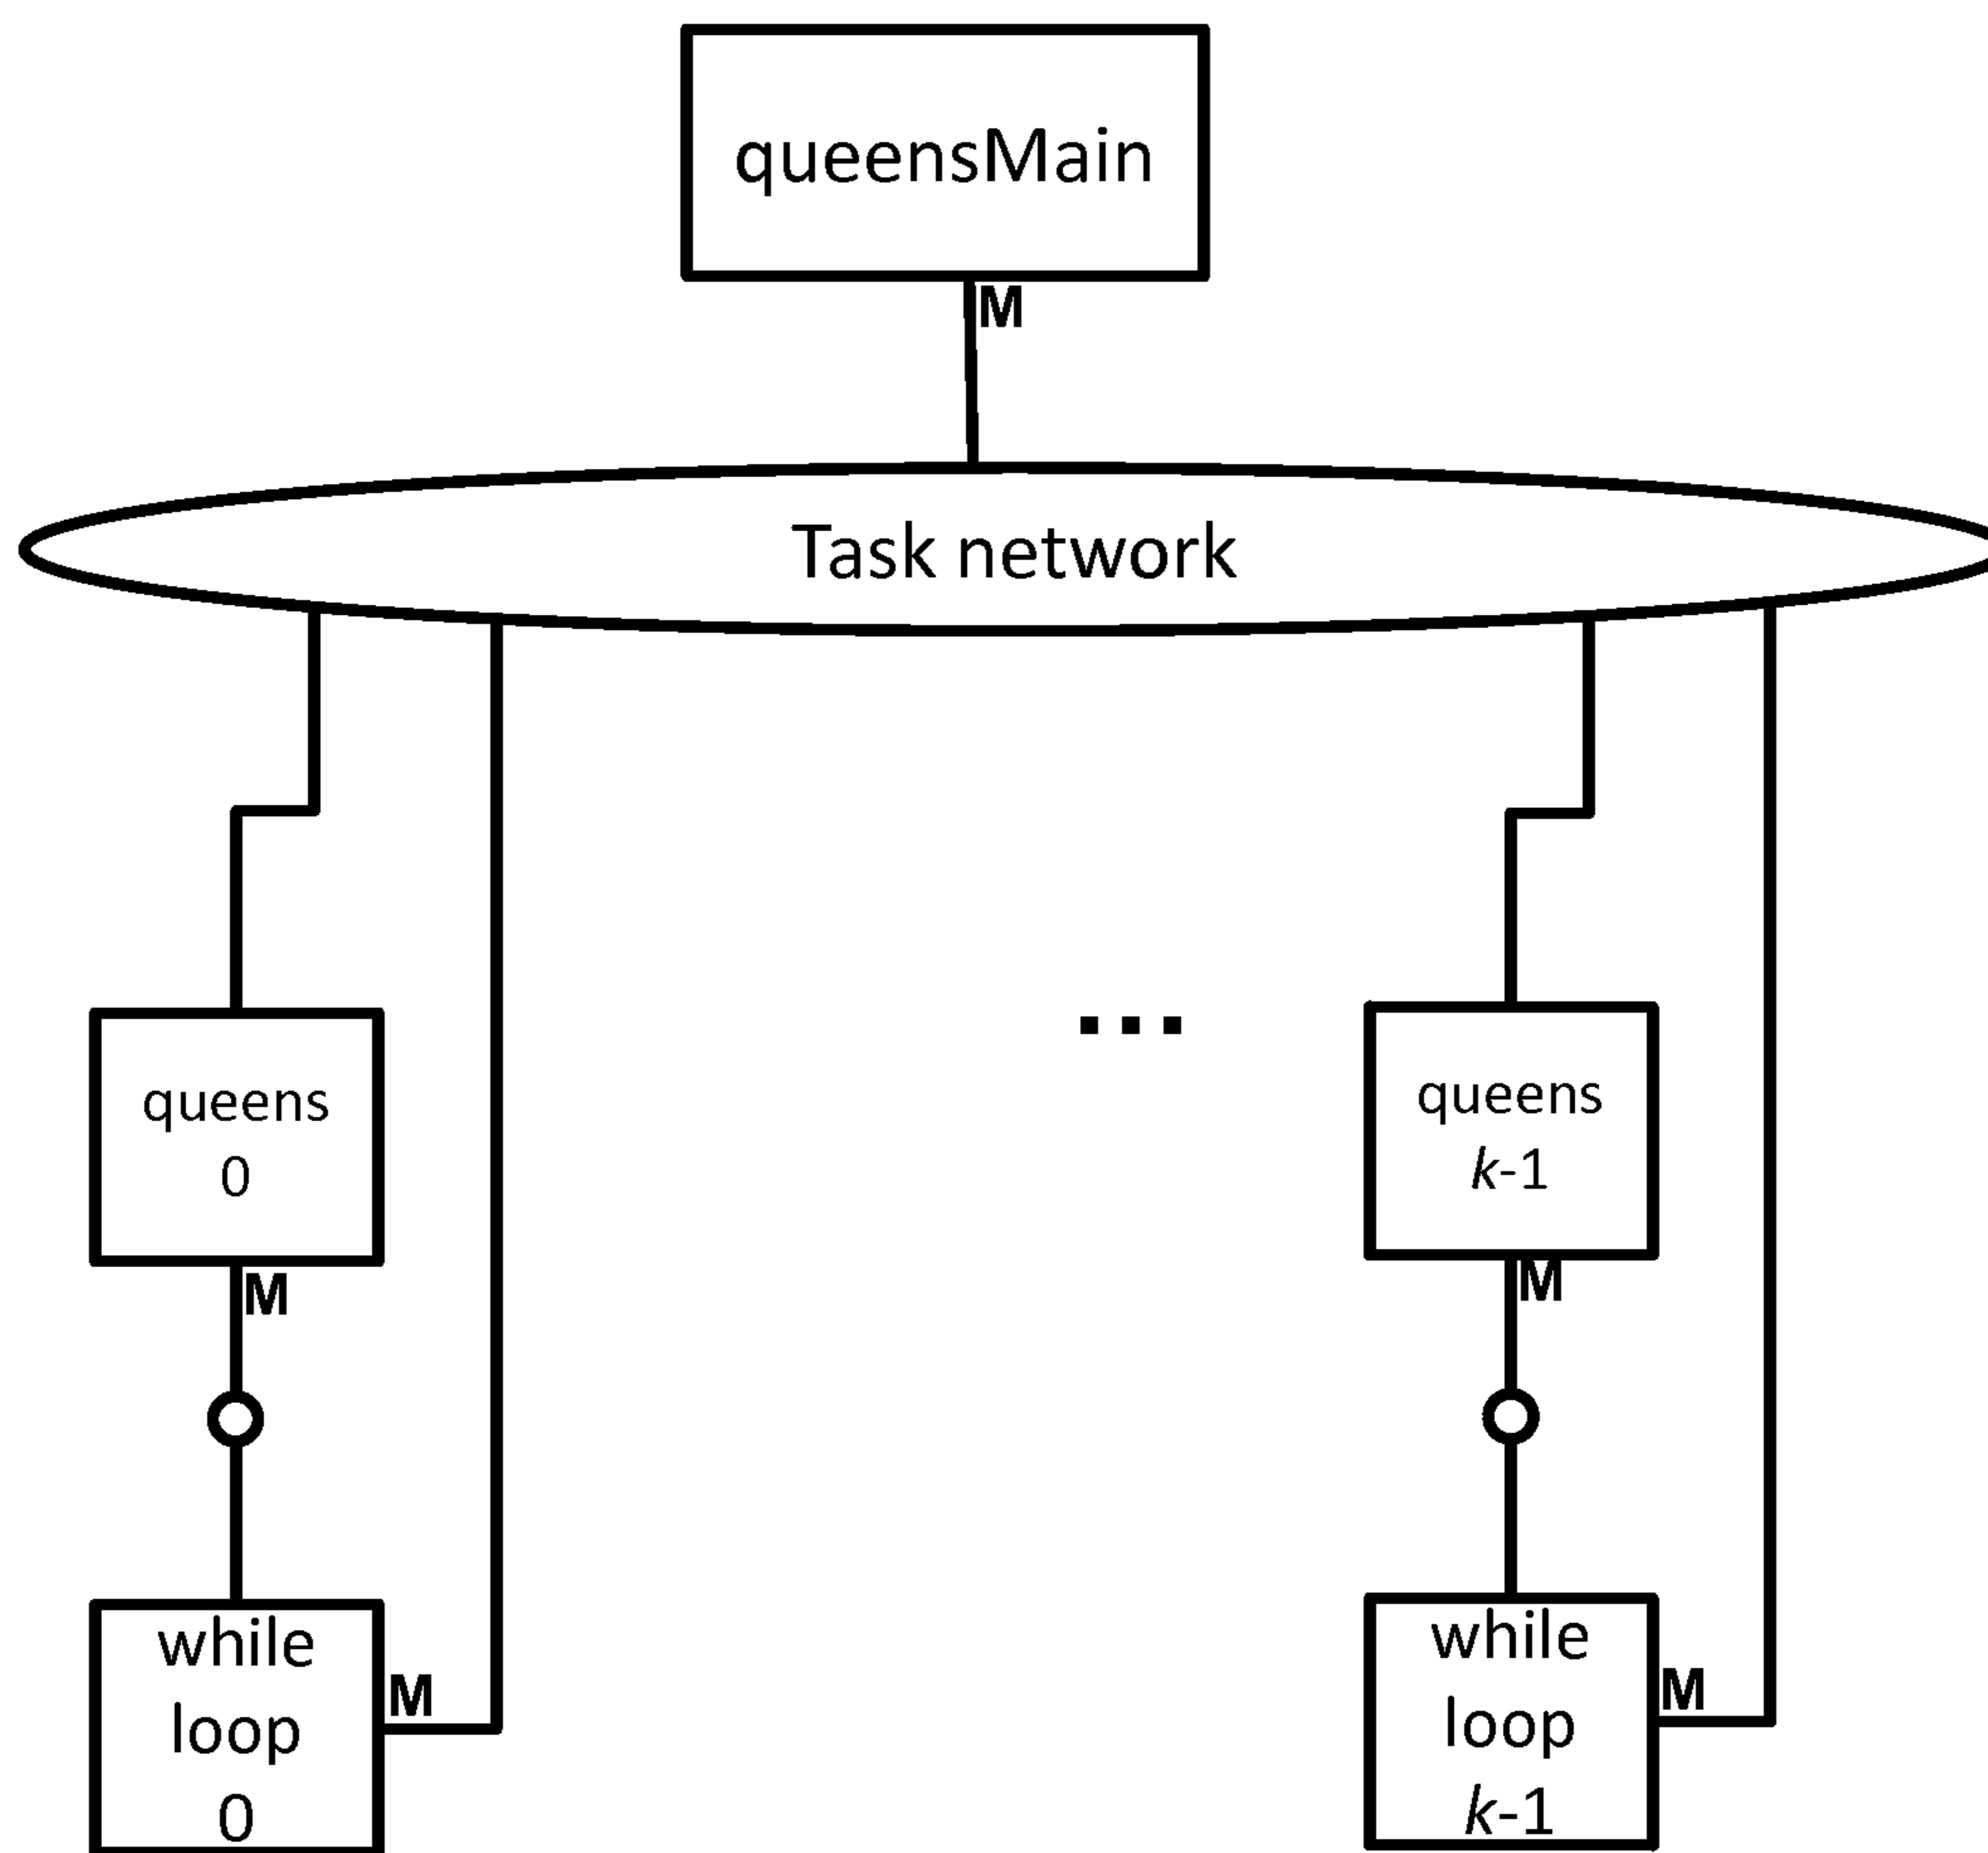 queensMain
M
Task network
...
queens
0
queens
k-1
M
M
while
loop
0
M
while
loop
k-1
M